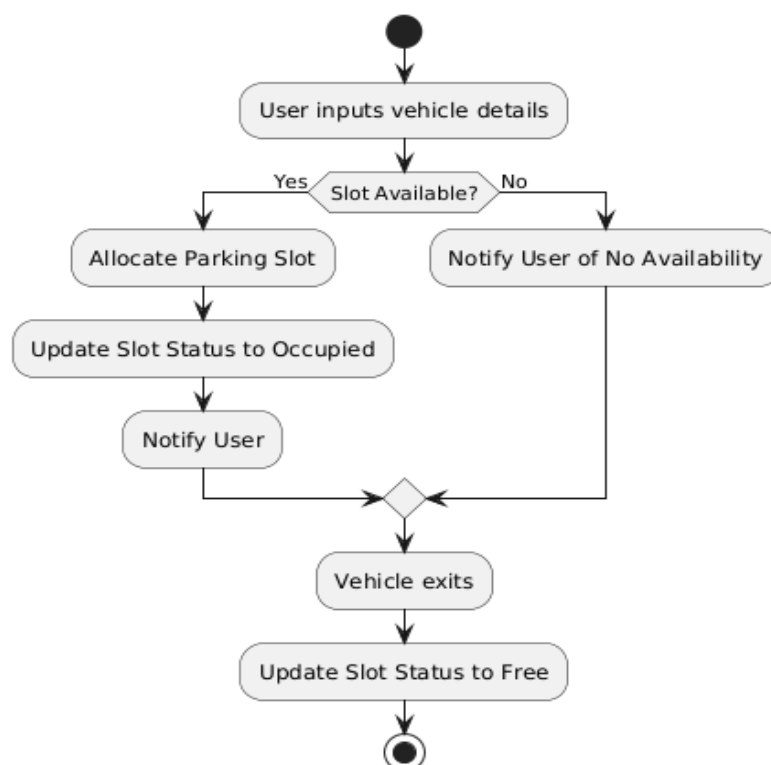 User inputs vehicle details
Yes
Slot Available?
No
Allocate Parking Slot
Notify User of No Availability
Update Slot Status to Occupied
Notify User
Vehicle exits
Update Slot Status to Free